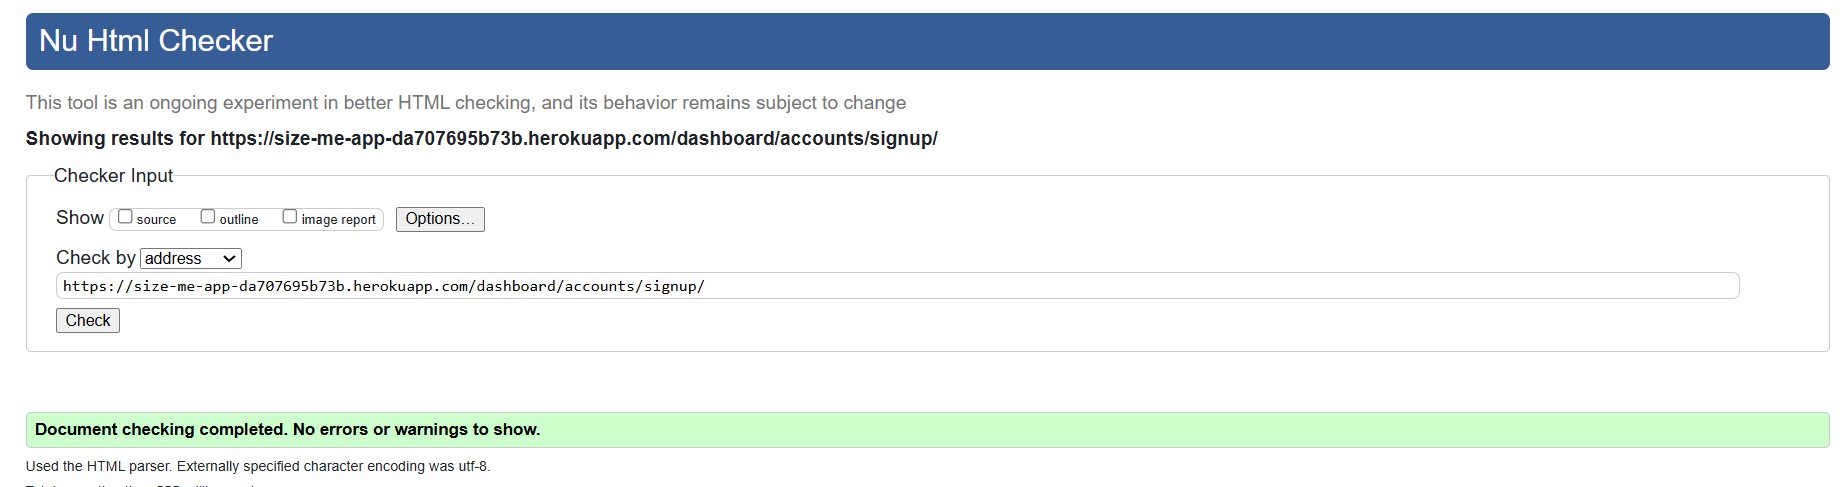 Nu Html Checker
This tool is an ongoing experiment in better HTML checking, and its behavior remains subject to change
Showing results for https://size-me-app-da707695b73b.herokuapp.com/dashboard/accounts/signup/
Checker Input
Show source outline image report Options...
Check by address
https://size-me-app-da707695b73b.herokuapp.com/dashboard/accounts/signup/
Check
Document checking completed. No errors or warnings to show.
Used the HTML parser. Externally specified character encoding was utf-8.